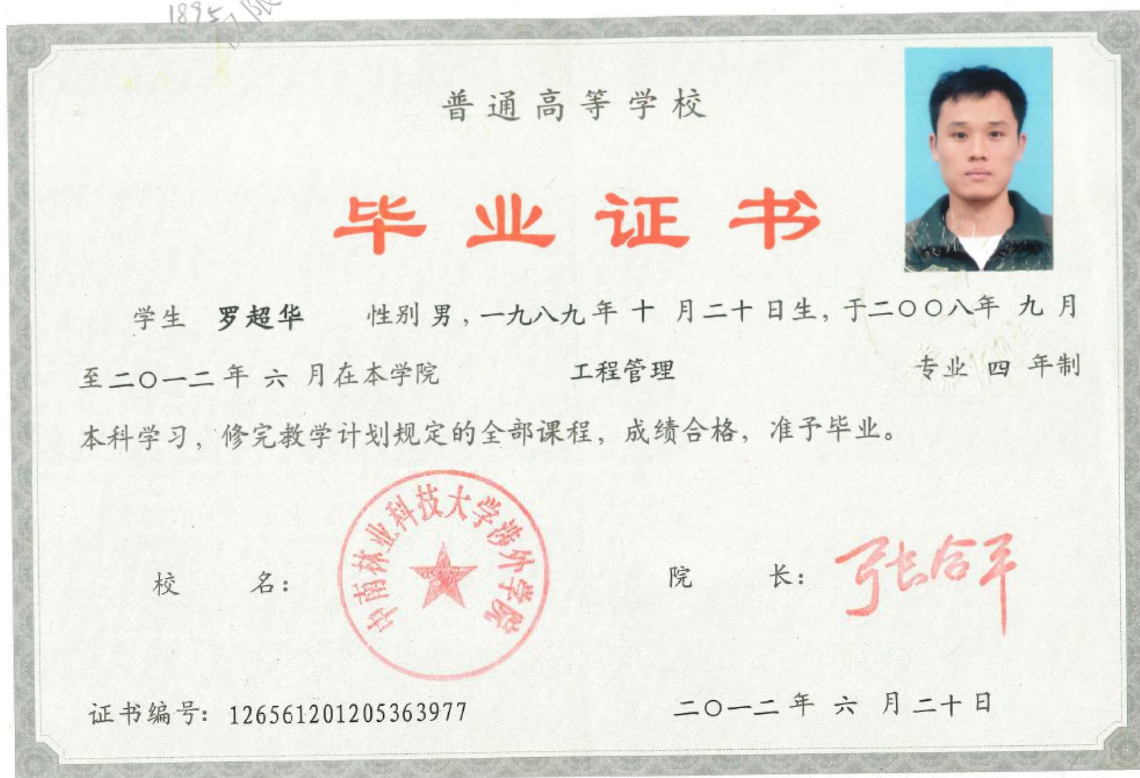 1895
普通高等学校
毕业证书
学生 罗超华 性别 男,一九八九年 十 月二十日生,于二〇〇八年 九 月
至二〇一二年 六 月在本学院 工程管理 专业 四 年制
本科学习,修完教学计划规定的全部课程,成绩合格,准予毕业。
中南林业科技大学涉外学院
校 名: 院 长:
证书编号:126561201205363977 二〇一二年 六 月二十日